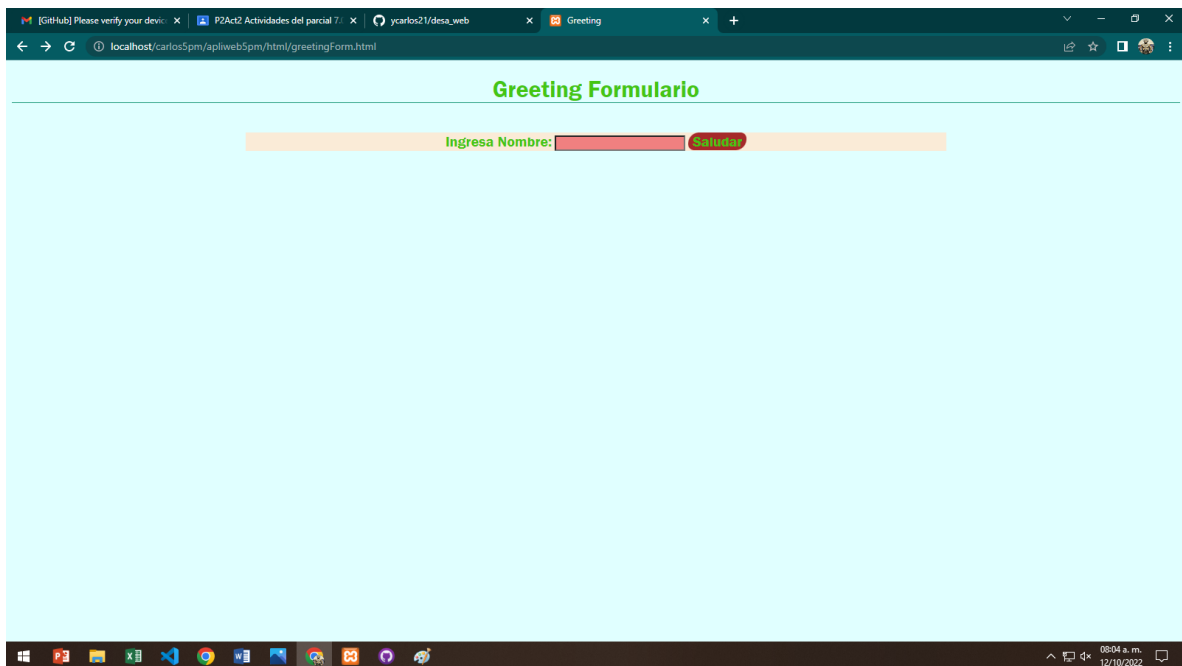 [GitHub] Please verify your devic
P2Act2 Actividades del parcial 7.
ycarlos21/desa_web
Greeting
localhost/carlos5pm/apliweb5pm/html/greetingForm.html
Greeting Formulario
Ingresa Nombre: Saludar
08:04 a. m.
12/10/2022